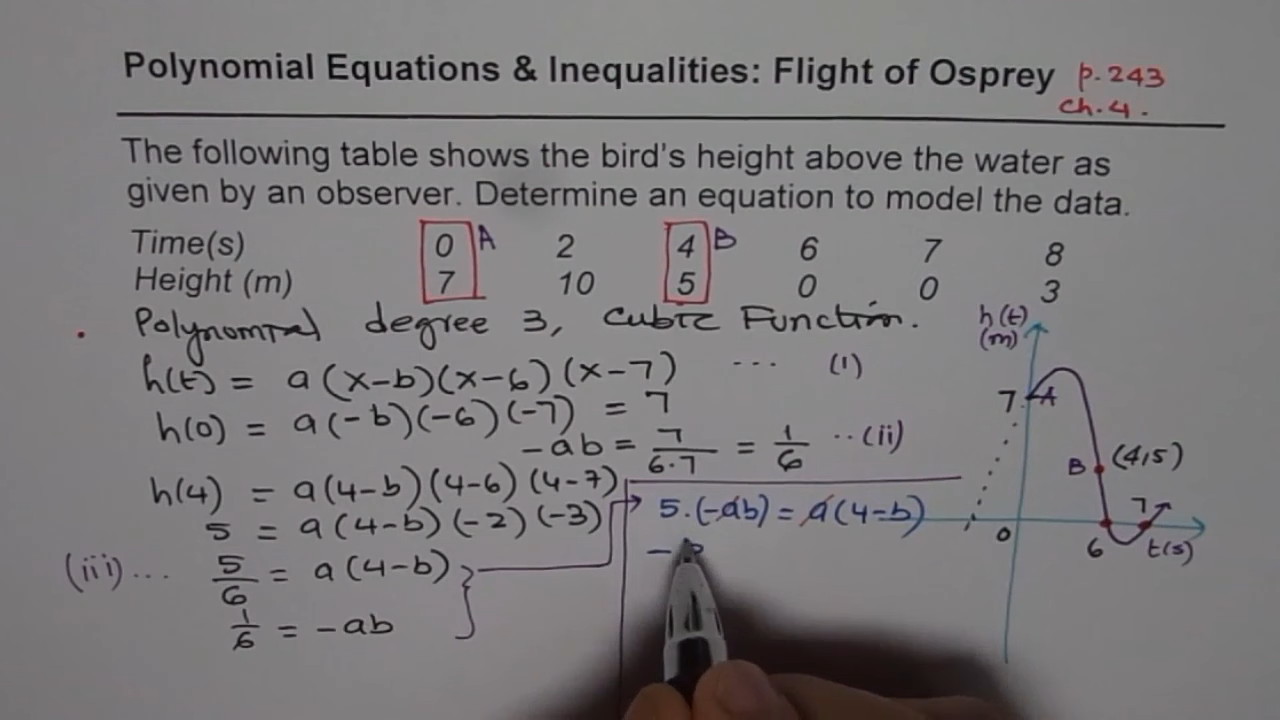 Polynomial Equations & Inequalities: Flight of Osprey p.243
ch.4.
The following table shows the bird's height above the water as
given by an observer. Determine an equation to model the data.
Time(s) 0 A 2 4 B 6 7 8
Height (m) 7 10 5 0 0 3
. Polynomial degree 3, Cubic Function.
h(t) = a(x-b)(x-6)(x-7) ... (i)
h(0) = a(-b)(-6)(-7) = 7
-ab = 7/6·7 = 1/6 ..(ii)
h(4) = a(4-b)(4-6)(4-7)
5 = a(4-b)(-2)(-3)
(iii)... 5/6 = a(4-b)
1/6 = -ab
5.(-ab) = a(4-b)
-
h(t)
(m)
7 A
B (4,5)
0 6 7 t(s)